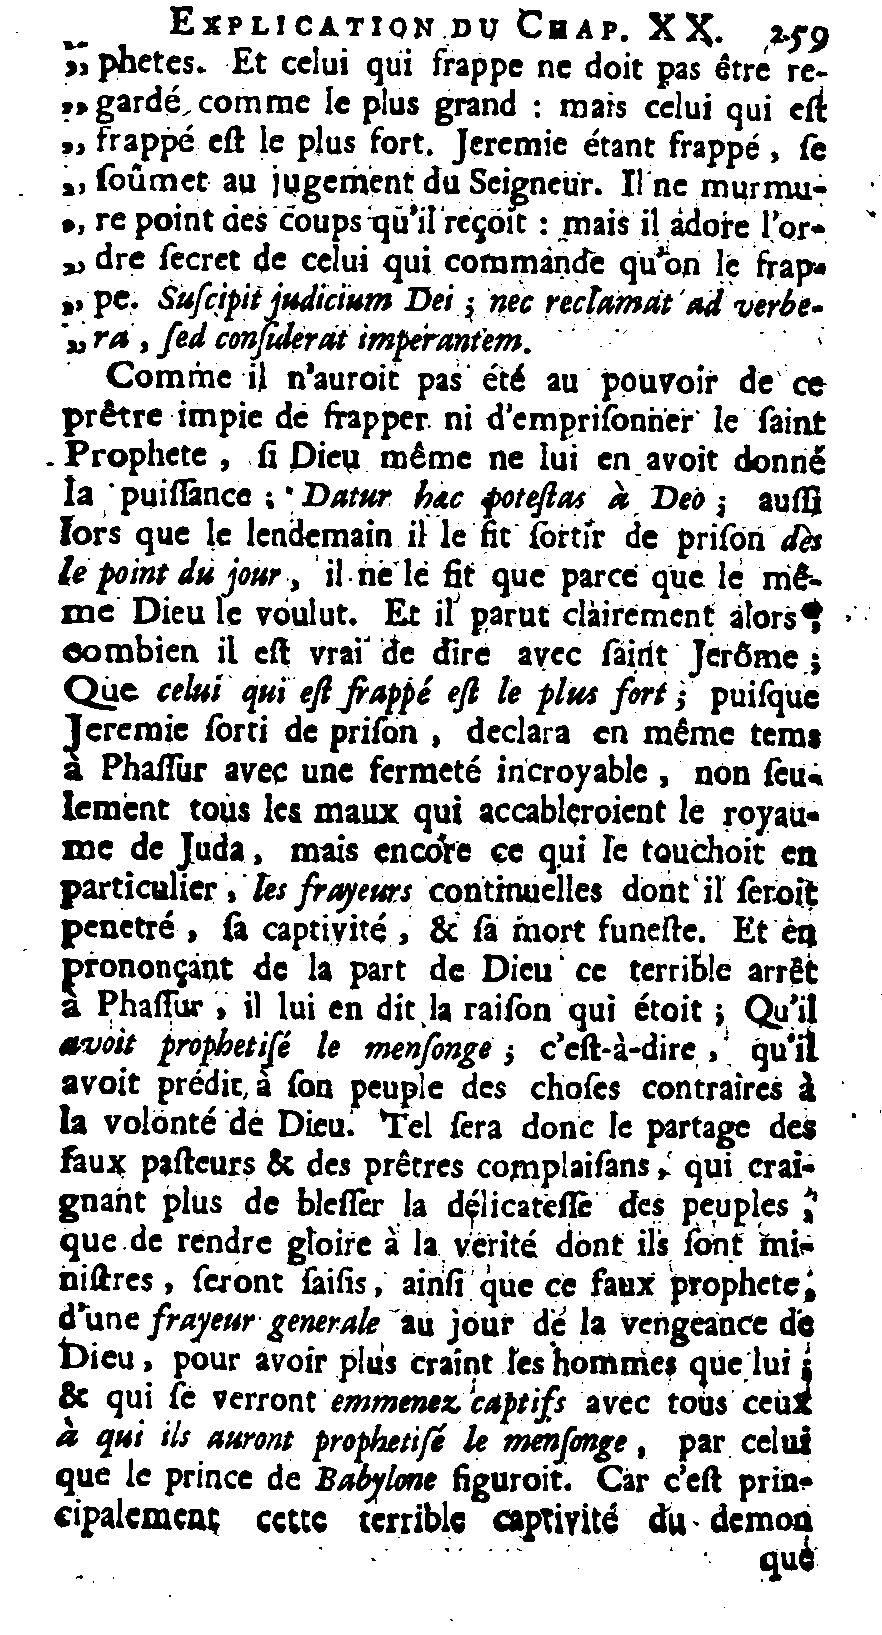 EXPLICATION DU CHAP. XX. 259
„ phetes. Et celui qui frappe ne doit pas être re-
„ gardé comme le plus grand : mais celui qui eſt
„ frappé eſt le plus fort. Jeremie étant frappé, ſe
„ ſoûmet au jugement du Seigneur. Il ne murmu-
„ re point des coups qu'il reçoit : mais il adore l'or-
„ dre ſecret de celui qui commande qu'on le frap-
„ pe. Suſcipit judicium Dei ; nec reclamat ad verbe-
„ ra, ſed conſiderat imperantem.
Comme il n'auroit pas été au pouvoir de ce
prêtre impie de frapper ni d'empriſonner le ſaint
Prophete, ſi Dieu même ne lui en avoit donné
la puiſſance ; Datur hac poteſtas à Deo ; auſſi
lors que le lendemain il le fit ſortir de priſon dès
le point du jour, il ne le fit que parce que le mê-
me Dieu le voulut. Et il parut clairement alors
combien il eſt vrai de dire avec ſaint Jerôme ;
Que celui qui eſt frappé eſt le plus fort ; puiſque
Jeremie ſorti de priſon, declara en même tems
à Phaſſur avec une fermeté incroyable, non ſeu-
lement tous les maux qui accableroient le royau-
me de Juda, mais encore ce qui le touchoit en
particulier, les frayeurs continuelles dont il ſeroit
penetré, ſa captivité, & ſa mort funeſte. Et en
prononçant de la part de Dieu ce terrible arrêt
à Phaſſur, il lui en dit la raiſon qui étoit ; Qu'il
avoit prophetiſé le menſonge ; c'eſt-à-dire, qu'il
avoit prédit à ſon peuple des choſes contraires à
la volonté de Dieu. Tel ſera donc le partage des
faux paſteurs & des prêtres complaiſans, qui crai-
gnant plus de bleſſer la délicateſſe des peuples,
que de rendre gloire à la verité dont ils ſont mi-
niſtres, ſeront ſaiſis, ainſi que ce faux prophete,
d'une frayeur generale au jour de la vengeance de
Dieu, pour avoir plus craint les hommes que lui ;
& qui ſe verront emmenez captifs avec tous ceux
à qui ils auront prophetiſé le menſonge, par celui
que le prince de Babylone figuroit. Car c'eſt prin-
cipalement cette terrible captivité du demon
que